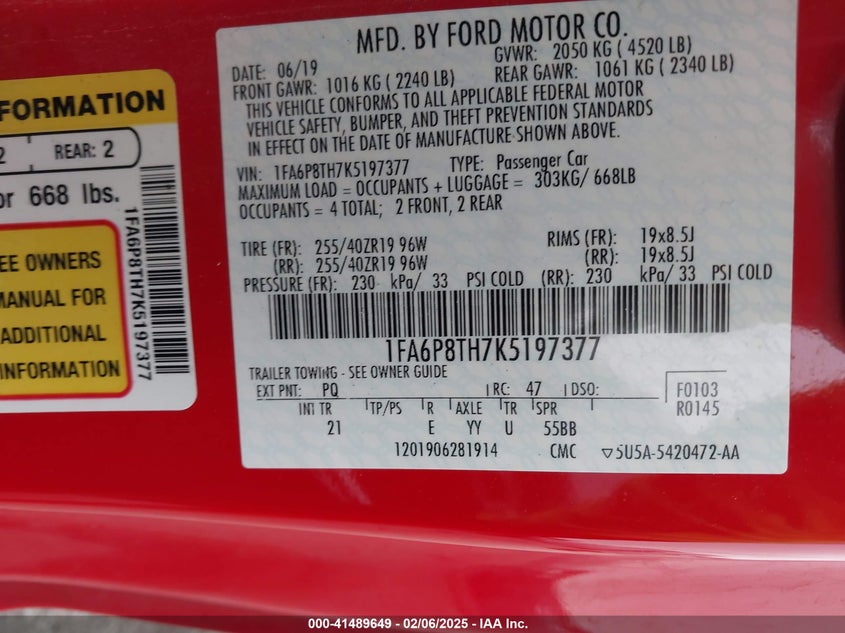 MFD. BY FORD MOTOR CO.
DATE: 06/19
GVWR: 2050 KG ( 4520 LB)
FRONT GAWR: 1016 KG ( 2240 LB)
REAR GAWR: 1061 KG ( 2340 LB)
THIS VEHICLE CONFORMS TO ALL APPLICABLE FEDERAL MOTOR
VEHICLE SAFETY, BUMPER, AND THEFT PREVENTION STANDARDS
IN EFFECT ON THE DATE OF MANUFACTURE SHOWN ABOVE.
VIN: 1FA6P8TH7K5197377 TYPE: Passenger Car
MAXIMUM LOAD = OCCUPANTS + LUGGAGE = 303KG/ 668LB
OCCUPANTS = 4 TOTAL; 2 FRONT, 2 REAR
TIRE (FR): 255/40ZR19 96W RIMS (FR): 19x8.5J
(RR): 255/40ZR19 96W (RR): 19x8.5J
PRESSURE (FR): 230 kPa/ 33 PSI COLD (RR): 230 kPa/ 33 PSI COLD
1FA6P8TH7K5197377
TRAILER TOWING - SEE OWNER GUIDE
EXT PNT: PQ RC: 47 DSO: F0103
R0145
INT TR TP/PS R AXLE TR SPR
21 E YY U 55BB
1201906281914 CMC ▽5U5A-5420472-AA
FORMATION
2 REAR: 2
or 668 lbs.
1FA6P8TH7K5197377
EE OWNERS
MANUAL FOR
ADDITIONAL
INFORMATION
000-41489649 - 02/06/2025 - IAA Inc.